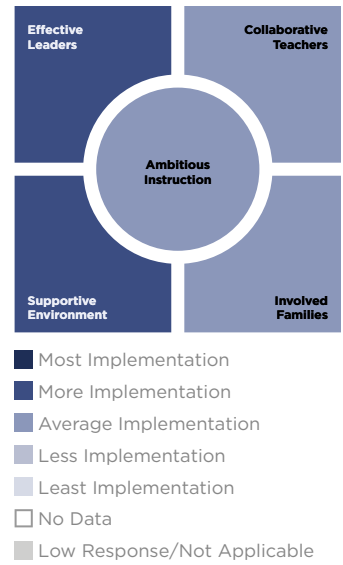 Effective
Leaders
Collaborative
Teachers
Ambitious
Instruction
Supportive
Environment
Involved
Families
Most Implementation
More Implementation
Average Implementation
Less Implementation
Least Implementation
No Data
Low Response/Not Applicable